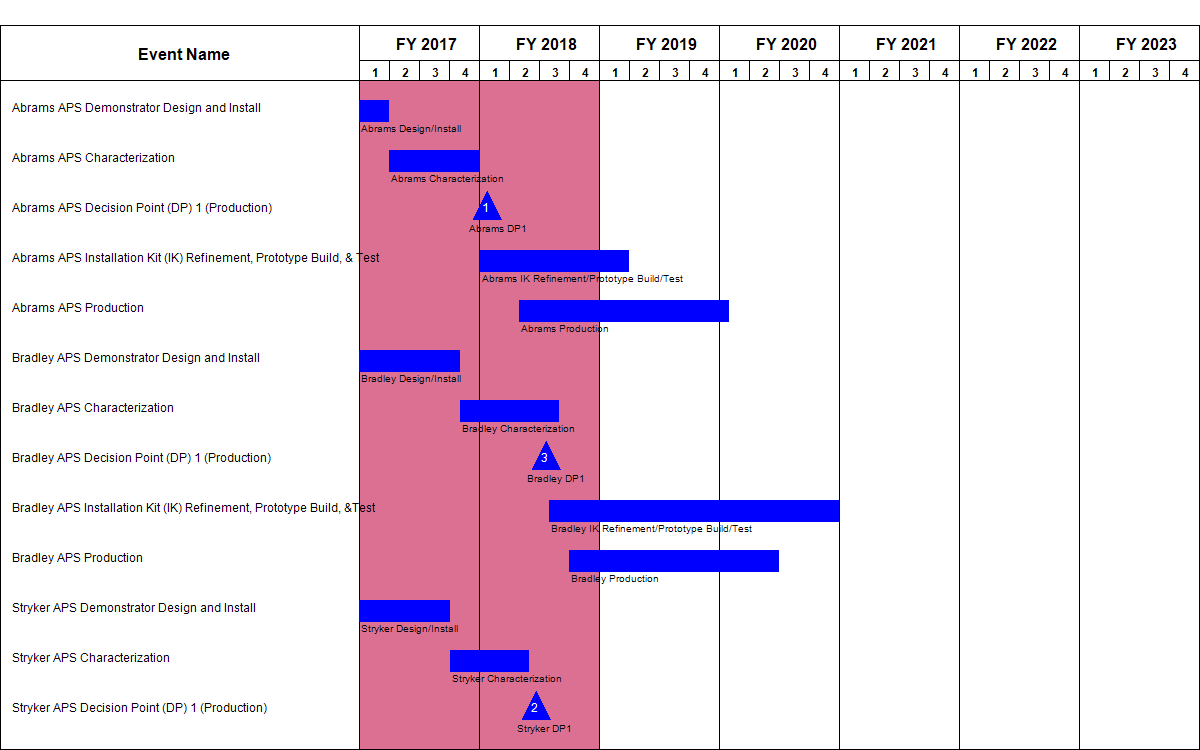 Event Name
FY 2017 FY 2018 FY 2019 FY 2020 FY 2021 FY 2022 FY 2023
1 2 3 4 1 2 3 4 1 2 3 4 1 2 3 4 1 2 3 4 1 2 3 4 1 2 3 4
Abrams APS Demonstrator Design and Install
Abrams Design/Install
Abrams APS Characterization
Abrams Characterization
Abrams APS Decision Point (DP) 1 (Production)
1
Abrams DP1
Abrams APS Installation Kit (IK) Refinement, Prototype Build, & Test
Abrams IK Refinement/Prototype Build/Test
Abrams APS Production
Abrams Production
Bradley APS Demonstrator Design and Install
Bradley Design/Install
Bradley APS Characterization
Bradley Characterization
Bradley APS Decision Point (DP) 1 (Production)
3
Bradley DP1
Bradley APS Installation Kit (IK) Refinement, Prototype Build, &Test
Bradley IK Refinement/Prototype Build/Test
Bradley APS Production
Bradley Production
Stryker APS Demonstrator Design and Install
Stryker Design/Install
Stryker APS Characterization
Stryker Characterization
Stryker APS Decision Point (DP) 1 (Production)
2
Stryker DP1